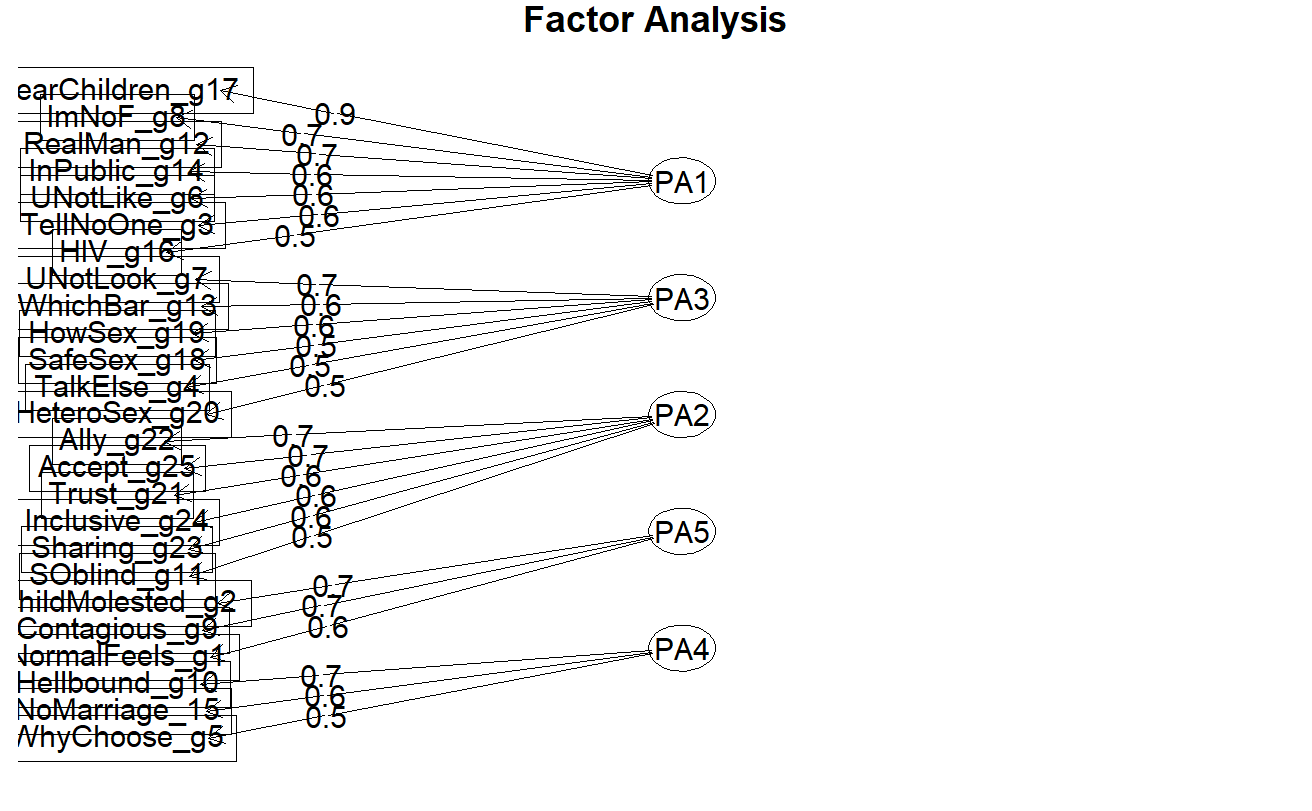 Factor Analysis
earChildren_g17
ImNoF_g8
RealMan_g12
InPublic_g14
UNotLike_g6
TellNoOne_g3
HIV_g16
UNotLook_g7
WhichBar_g13
HowSex_g19
SafeSex_g18
TalkElse_g4
HeteroSex_g20
Ally_g22
Accept_g25
Trust_g21
Inclusive_g24
Sharing_g23
SOblind_g11
hildMolested_g2
Contagious_g9
NormalFeels_g1
Hellbound_g10
NoMarriage_15
WhyChoose_g5
0.9
0.7
0.7
0.6
0.6
0.6
0.5
0.7
0.6
0.6
0.5
0.5
0.5
0.7
0.7
0.6
0.6
0.6
0.5
0.7
0.7
0.6
0.7
0.6
0.5
PA1
PA3
PA2
PA5
PA4